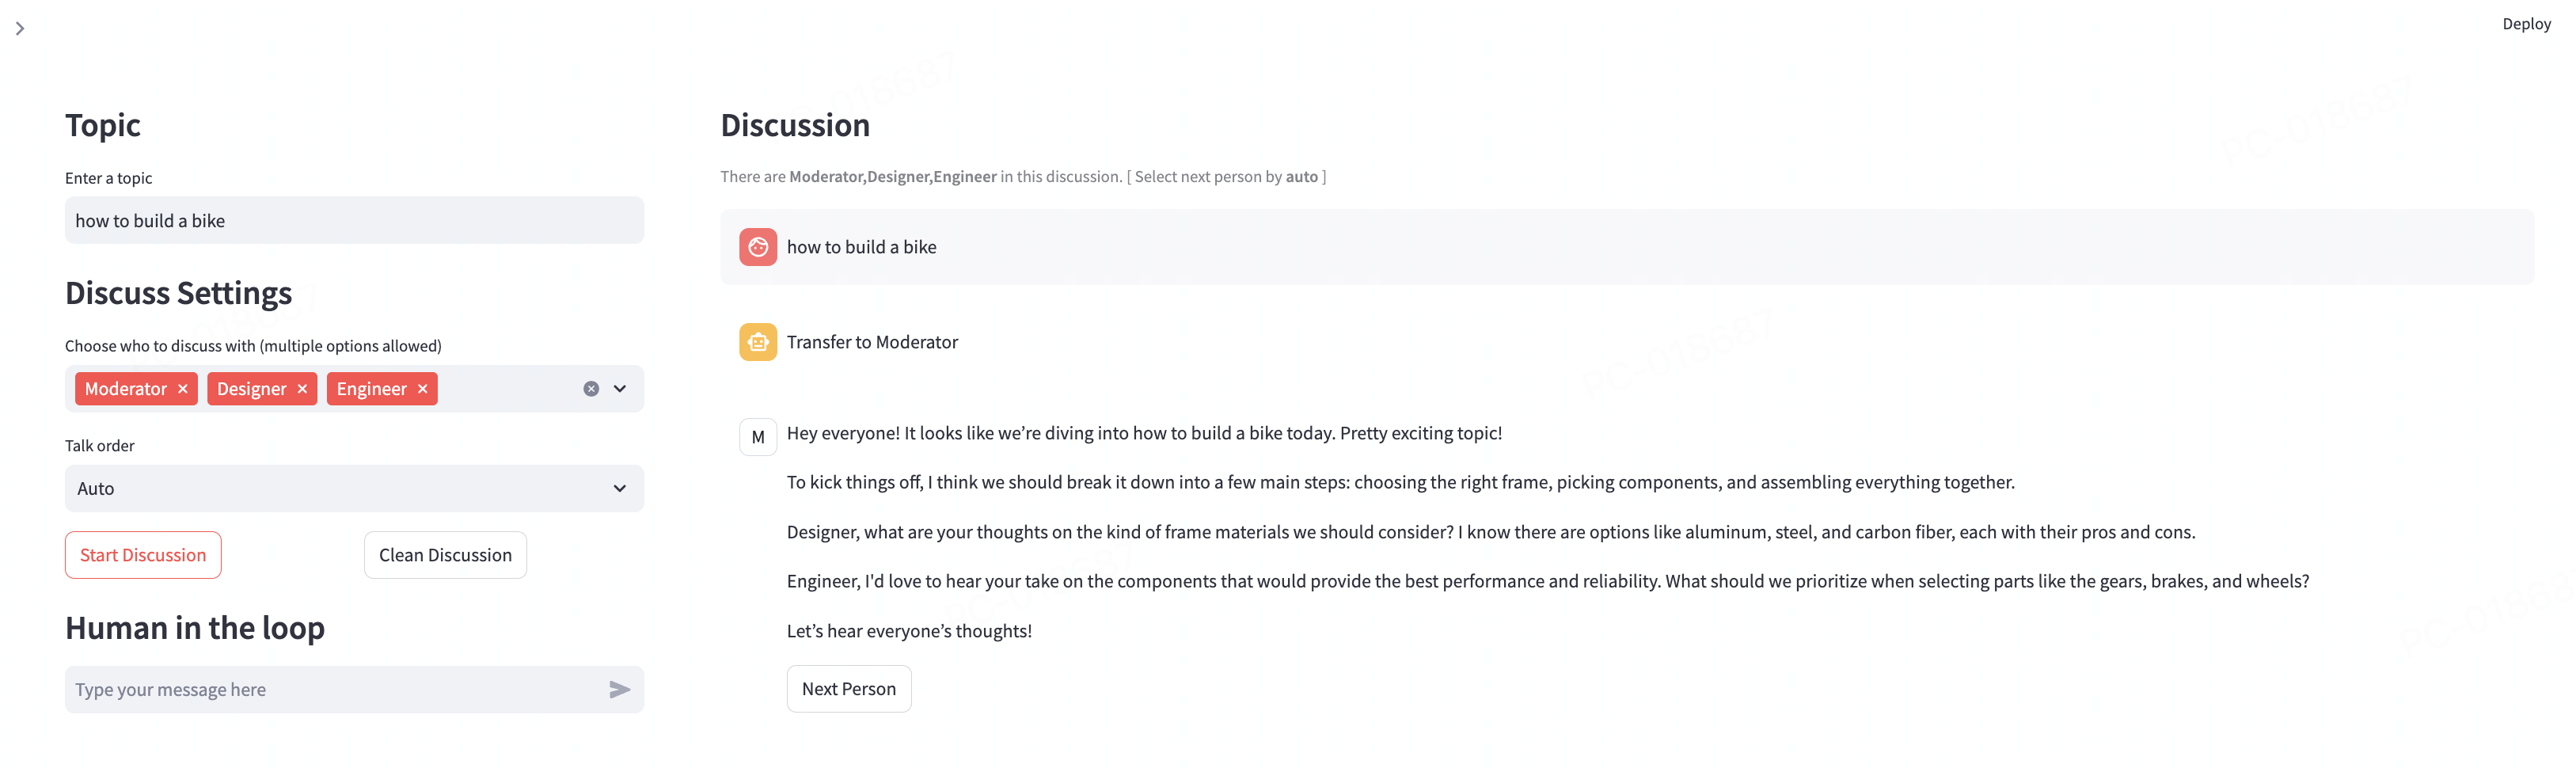 Deploy
Topic
Enter a topic
how to build a bike
Discuss Settings
Choose who to discuss with (multiple options allowed)
Moderator × Designer × Engineer ×
Talk order
Auto
Start Discussion Clean Discussion
Human in the loop
Type your message here
Discussion
There are Moderator,Designer,Engineer in this discussion. [ Select next person by auto ]
how to build a bike
Transfer to Moderator
M
Hey everyone! It looks like we’re diving into how to build a bike today. Pretty exciting topic!
To kick things off, I think we should break it down into a few main steps: choosing the right frame, picking components, and assembling everything together.
Designer, what are your thoughts on the kind of frame materials we should consider? I know there are options like aluminum, steel, and carbon fiber, each with their pros and cons.
Engineer, I'd love to hear your take on the components that would provide the best performance and reliability. What should we prioritize when selecting parts like the gears, brakes, and wheels?
Let’s hear everyone’s thoughts!
Next Person
PC-018687
PC-018687
PC-018687
PC-018687